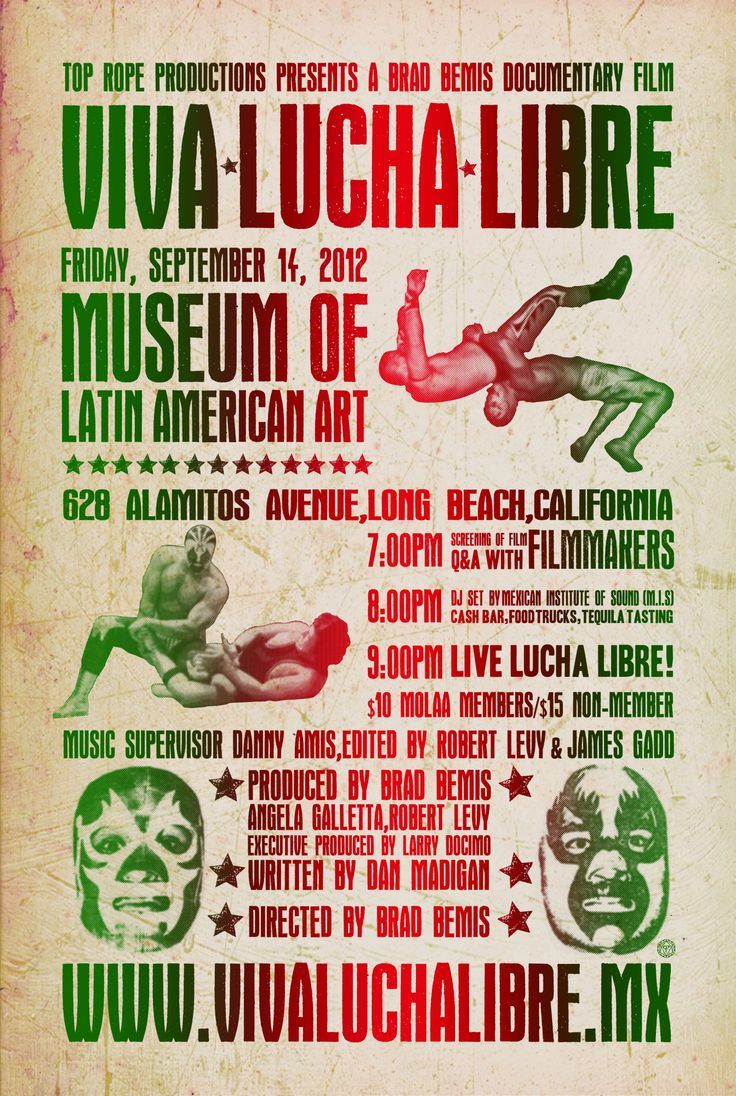 TOP ROPE PRODUCTIONS PRESENTS A BRAD BEMIS DOCUMENTARY FILM
VIVA★LUCHA★LIBRE
FRIDAY, SEPTEMBER 14, 2012
MUSEUM OF
LATIN AMERICAN ART
628 ALAMITOS AVENUE,LONG BEACH,CALIFORNIA
7:00PM SCREENING OF FILM
Q&A WITH FILMMAKERS
8:00PM DJ SET BY MEXICAN INSTITUTE OF SOUND (M.I.S)
CASH BAR,FOOD TRUCKS,TEQUILA TASTING
9:00PM LIVE LUCHA LIBRE!
$10 MOLAA MEMBERS/$15 NON-MEMBER
MUSIC SUPERVISOR DANNY AMIS,EDITED BY ROBERT LEVY & JAMES GADD
PRODUCED BY BRAD BEMIS
ANGELA GALLETTA,ROBERT LEVY
EXECUTIVE PRODUCED BY LARRY DOCIMO
WRITTEN BY DAN MADIGAN
DIRECTED BY BRAD BEMIS
WWW.VIVALUCHALIBRE.MX